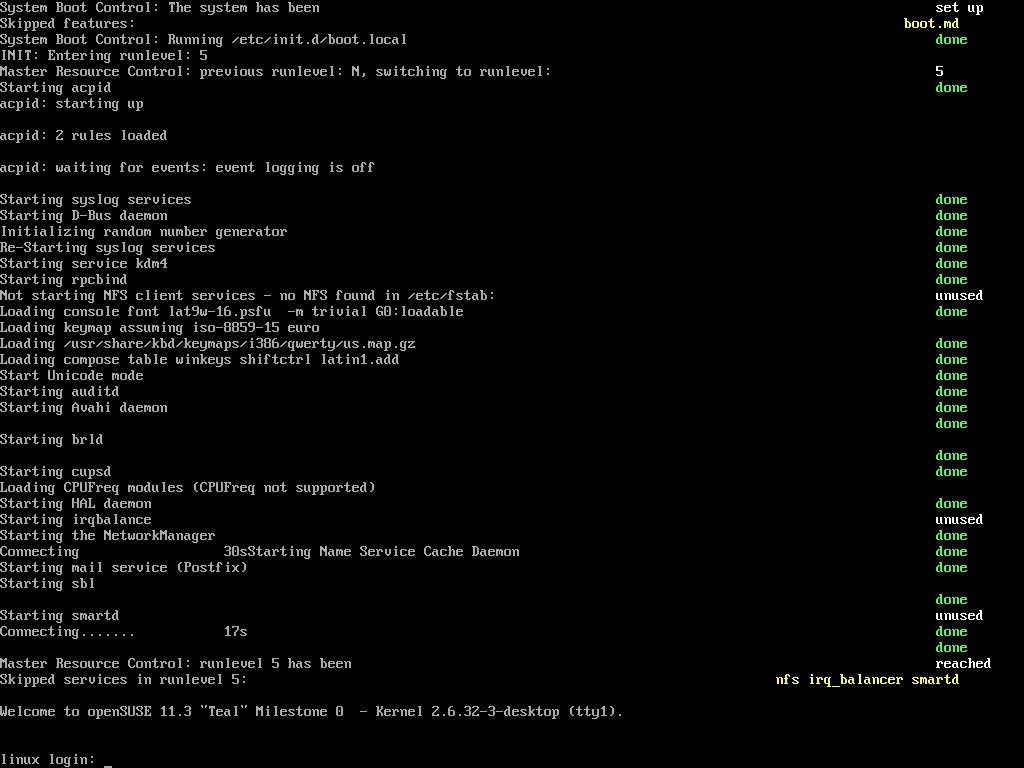 System Boot Control: The system has been set up
Skipped features: boot.md
System Boot Control: Running /etc/init.d/boot.local done
INIT: Entering runlevel: 5
Master Resource Control: previous runlevel: N, switching to runlevel: 5
Starting acpid done
acpid: starting up
acpid: 2 rules loaded
acpid: waiting for events: event logging is off
Starting syslog services done
Starting D-Bus daemon done
Initializing random number generator done
Re-Starting syslog services done
Starting service kdm4 done
Starting rpcbind done
Not starting NFS client services - no NFS found in /etc/fstab: unused
Loading console font lat9w-16.psfu  -m trivial G0:loadable done
Loading keymap assuming iso-8859-15 euro
Loading /usr/share/kbd/keymaps/i386/qwerty/us.map.gz done
Loading compose table winkeys shiftctrl latin1.add done
Start Unicode mode done
Starting auditd done
Starting Avahi daemon done
done
Starting brld
done
Starting cupsd done
Loading CPUFreq modules (CPUFreq not supported)
Starting HAL daemon done
Starting irqbalance unused
Starting the NetworkManager done
Connecting 30sStarting Name Service Cache Daemon done
Starting mail service (Postfix) done
Starting sbl
done
Starting smartd unused
Connecting....... 17s done
done
Master Resource Control: runlevel 5 has been reached
Skipped services in runlevel 5: nfs irq_balancer smartd
Welcome to openSUSE 11.3 "Teal" Milestone 0  - Kernel 2.6.32-3-desktop (tty1).
linux login: _